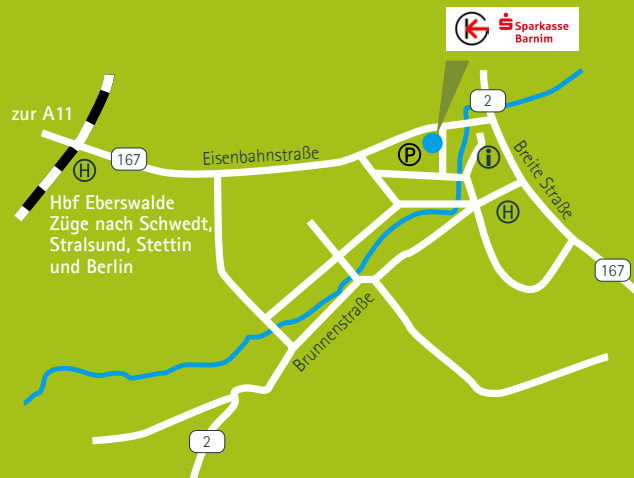 Sparkasse
Barnim
2
zur A11
167
Eisenbahnstraße
P
i
Breite Straße
H
Hbf Eberswalde
Züge nach Schwedt,
Stralsund, Stettin
und Berlin
H
167
Brunnenstraße
2